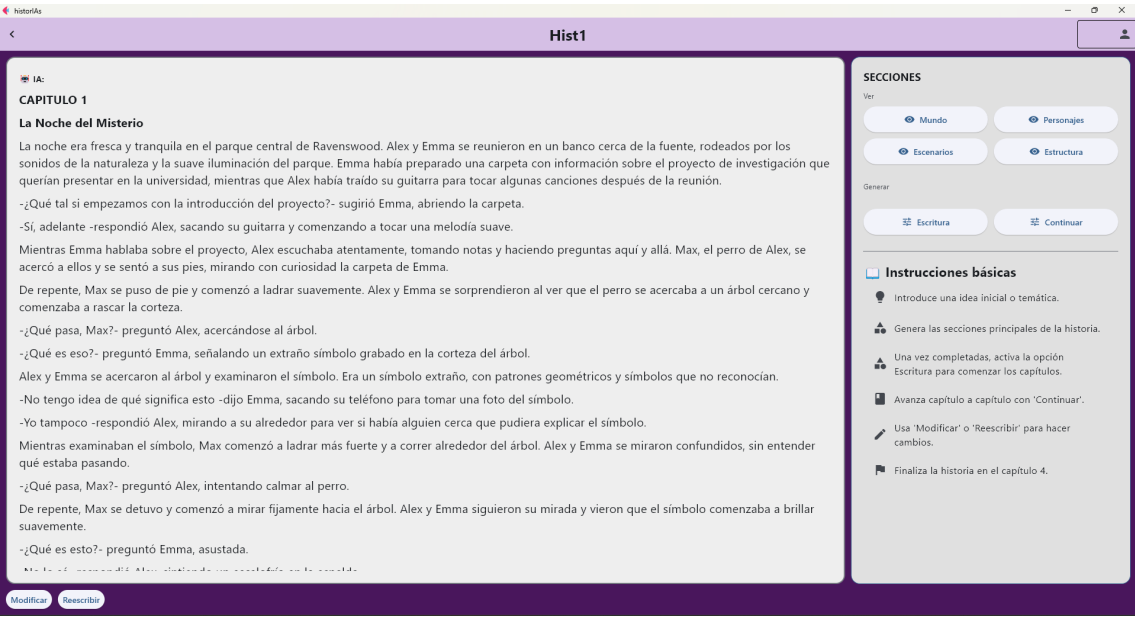 historIAs
Hist1
IA:
CAPITULO 1
La Noche del Misterio
La noche era fresca y tranquila en el parque central de Ravenswood. Alex y Emma se reunieron en un banco cerca de la fuente, rodeados por los
sonidos de la naturaleza y la suave iluminación del parque. Emma había preparado una carpeta con información sobre el proyecto de investigación que
querían presentar en la universidad, mientras que Alex había traído su guitarra para tocar algunas canciones después de la reunión.
-¿Qué tal si empezamos con la introducción del proyecto?- sugirió Emma, abriendo la carpeta.
-Sí, adelante -respondió Alex, sacando su guitarra y comenzando a tocar una melodía suave.
Mientras Emma hablaba sobre el proyecto, Alex escuchaba atentamente, tomando notas y haciendo preguntas aquí y allá. Max, el perro de Alex, se
acercó a ellos y se sentó a sus pies, mirando con curiosidad la carpeta de Emma.
De repente, Max se puso de pie y comenzó a ladrar suavemente. Alex y Emma se sorprendieron al ver que el perro se acercaba a un árbol cercano y
comenzaba a rascar la corteza.
-¿Qué pasa, Max?- preguntó Alex, acercándose al árbol.
-¿Qué es eso?- preguntó Emma, señalando un extraño símbolo grabado en la corteza del árbol.
Alex y Emma se acercaron al árbol y examinaron el símbolo. Era un símbolo extraño, con patrones geométricos y símbolos que no reconocían.
-No tengo idea de qué significa esto -dijo Emma, sacando su teléfono para tomar una foto del símbolo.
-Yo tampoco -respondió Alex, mirando a su alrededor para ver si había alguien cerca que pudiera explicar el símbolo.
Mientras examinaban el símbolo, Max comenzó a ladrar más fuerte y a correr alrededor del árbol. Alex y Emma se miraron confundidos, sin entender
qué estaba pasando.
-¿Qué pasa, Max?- preguntó Alex, intentando calmar al perro.
De repente, Max se detuvo y comenzó a mirar fijamente hacia el árbol. Alex y Emma siguieron su mirada y vieron que el símbolo comenzaba a brillar
suavemente.
-¿Qué es esto?- preguntó Emma, asustada.
Modificar
Reescribir
SECCIONES
Ver
Mundo
Personajes
Escenarios
Estructura
Generar
Escritura
Continuar
Instrucciones básicas
Introduce una idea inicial o temática.
Genera las secciones principales de la historia.
Una vez completadas, activa la opción
Escritura para comenzar los capítulos.
Avanza capítulo a capítulo con 'Continuar'.
Usa 'Modificar' o 'Reescribir' para hacer
cambios.
Finaliza la historia en el capítulo 4.